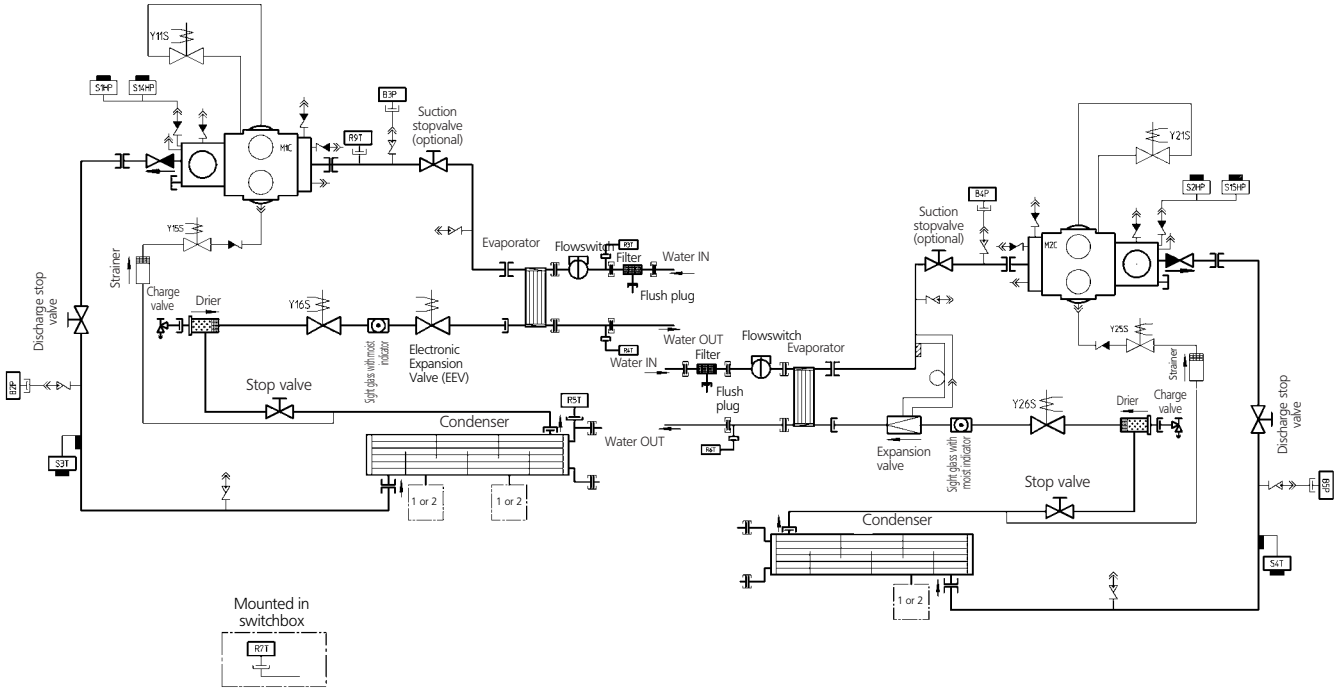 Y11S
S1HP
S14HP
B3P
Suction
stopvalve
(optional)
R9T
M1C
Y21S
S2HP
S15HP
B4P
Suction
stopvalve
(optional)
M2C
Y15S
Strainer
Charge
valve
Drier
Y16S
Evaporator
Flowswitch
R3T
Filter
Water IN
Flush plug
Discharge stop
valve
Sight glass with moist
indicator
Electronic
Expansion
Valve (EEV)
R4T
Water OUT
Water IN
Filter
Flush
plug
Flowswitch
Evaporator
Y25S
Strainer
Charge
valve
Drier
Y26S
Discharge stop
valve
B2P
Stop valve
R5T
Condenser
Water OUT
R6T
Expansion
valve
Sight glass with
moist indicator
S3T
1 or 2
1 or 2
Stop valve
B5P
Condenser
S4T
1 or 2
Mounted in
switchbox
R7T